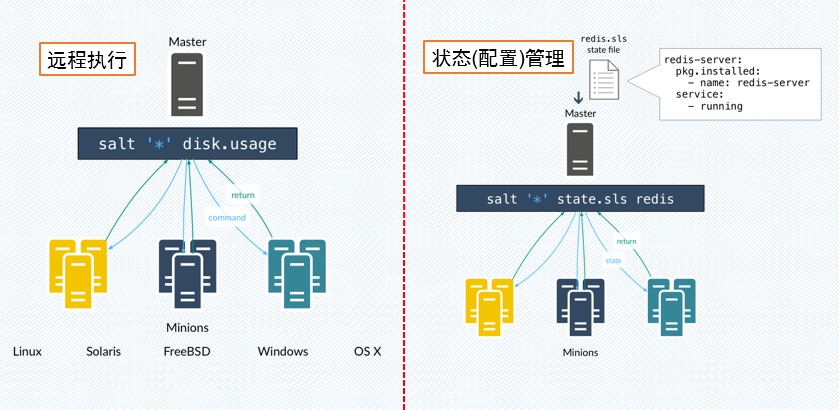 远程执行
Master
salt '*' disk.usage
return
command
Minions
Linux
Solaris
FreeBSD
Windows
OS X
状态(配置)管理
redis.sls
state file
redis-server:
pkg.installed:
- name: redis-server
service:
- running
Master
salt '*' state.sls redis
return
state
Minions